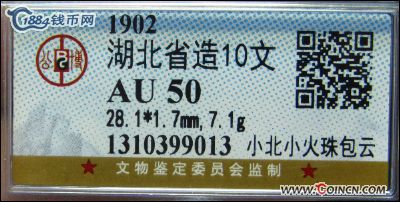 1884钱币网
1902
湖北省造10文
AU 50
28.1*1.7mm,7.1g
1310399013 小北小火珠包云
★ 文物鉴定委员会监制 ★
www.COINCN.com